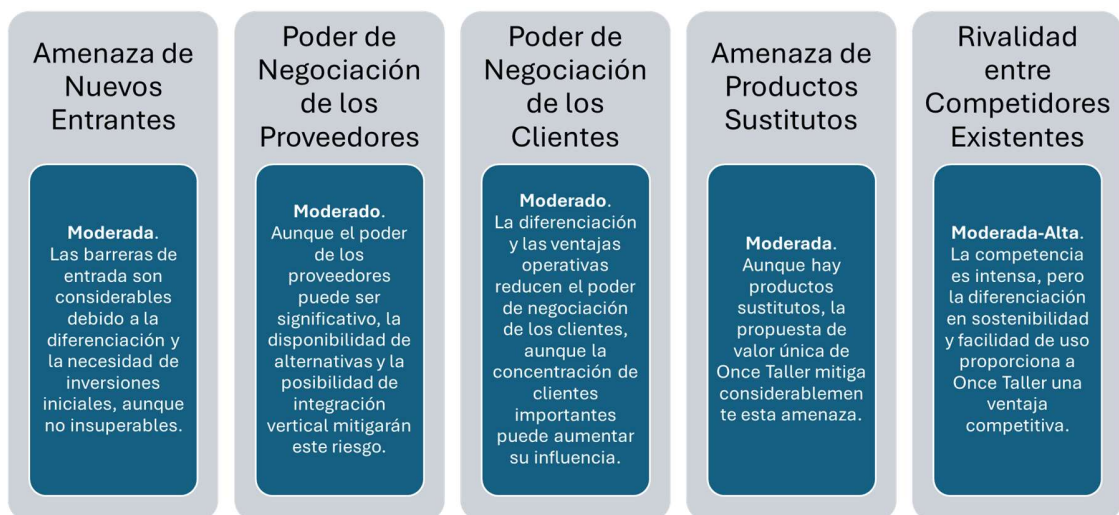 Amenaza de
Nuevos
Entrantes
Moderada.
Las barreras de
entrada son
considerables
debido a la
diferenciación y
la necesidad de
inversiones
iniciales, aunque
no insuperables.
Poder de
Negociación
de los
Proveedores
Moderado.
Aunque el poder
de los
proveedores
puede ser
significativo, la
disponibilidad de
alternativas y la
posibilidad de
integración
vertical mitigarán
este riesgo.
Poder de
Negociación
de los
Clientes
Moderado.
La diferenciación
y las ventajas
operativas
reducen el poder
de negociación
de los clientes,
aunque la
concentración de
clientes
importantes
puede aumentar
su influencia.
Amenaza de
Productos
Sustitutos
Moderada.
Aunque hay
productos
sustitutos, la
propuesta de
valor única de
Once Taller mitiga
considerablemen
te esta amenaza.
Rivalidad
entre
Competidores
Existentes
Moderada-Alta.
La competencia
es intensa, pero
la diferenciación
en sostenibilidad
y facilidad de uso
proporciona a
Once Taller una
ventaja
competitiva.